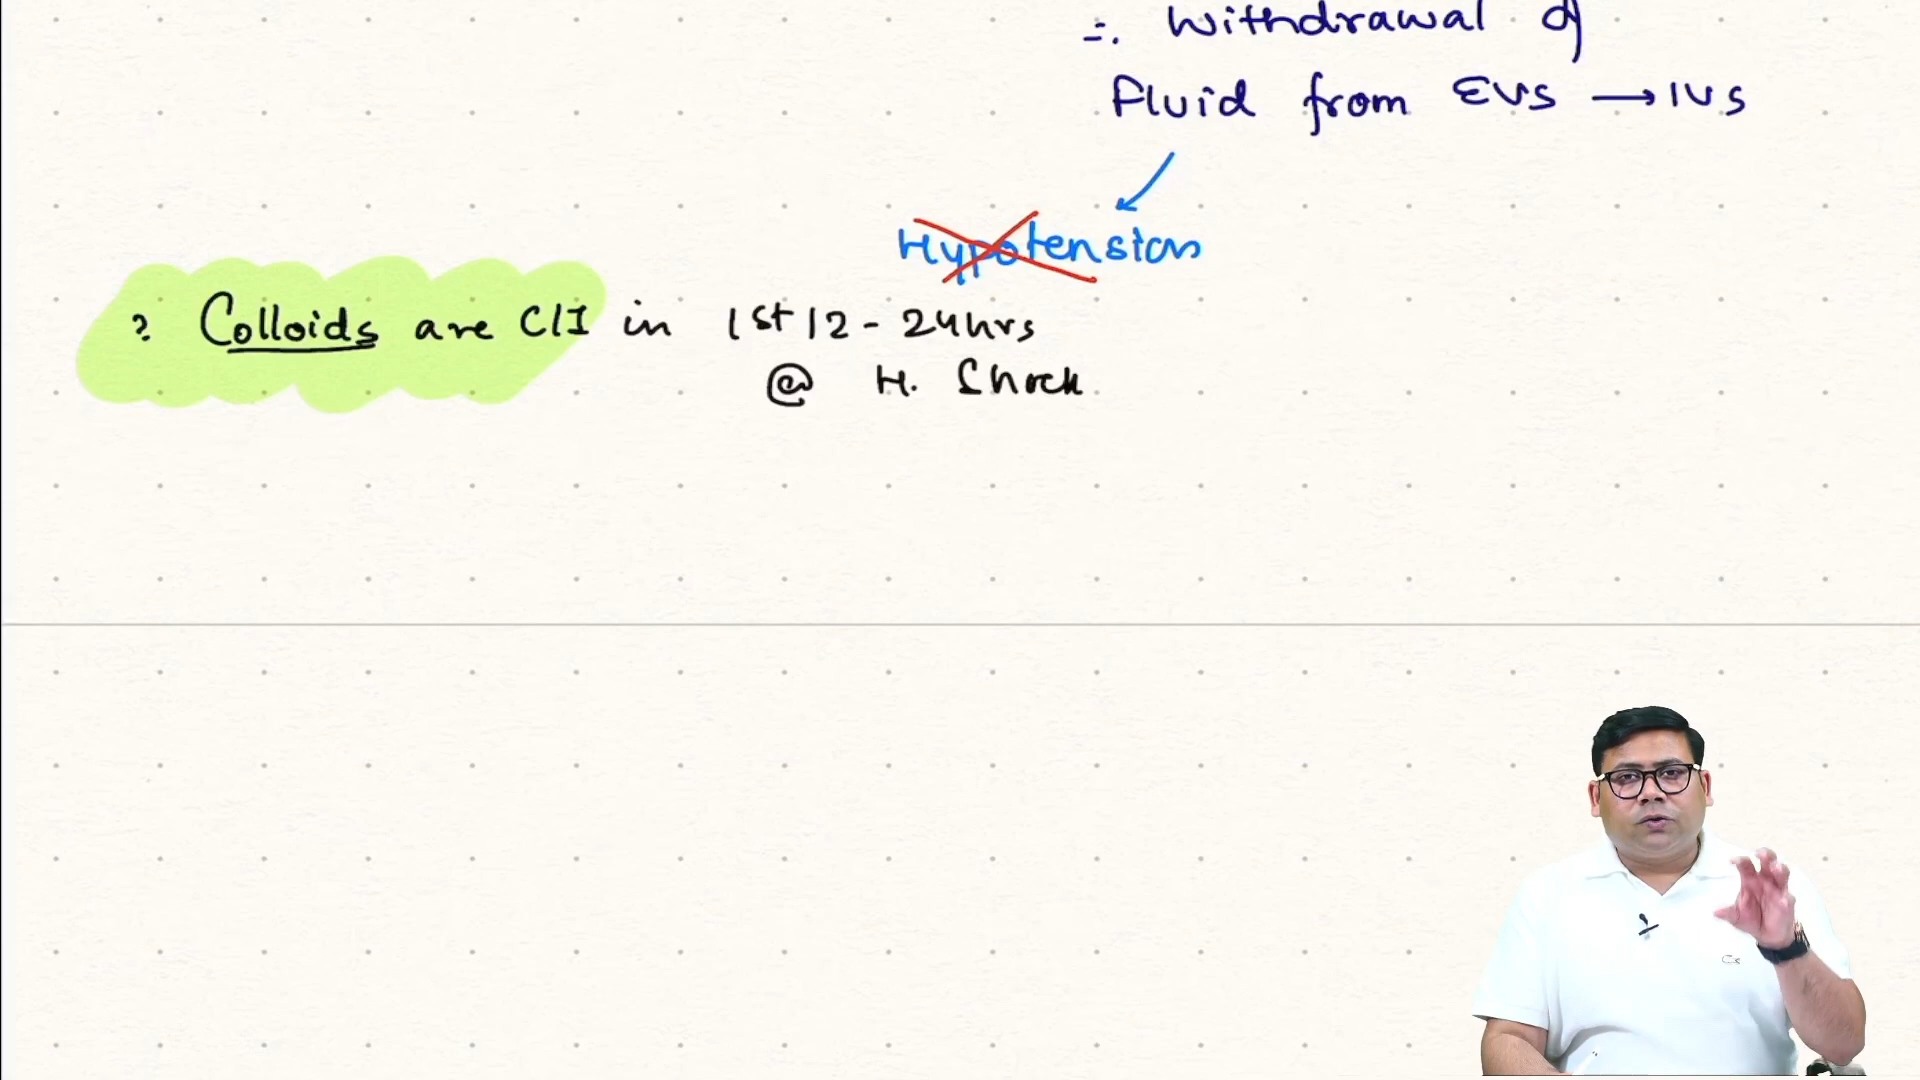 ∴ Withdrawal of
Fluid from EVS → IVS
Hypotension
? Colloids are C/I in 1st 12 - 24hrs
@ H. Shock